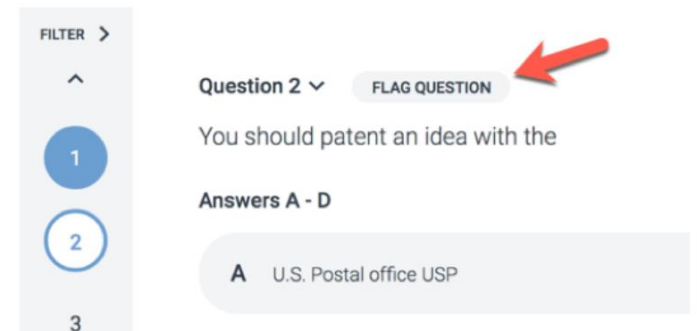 FILTER >
Question 2
FLAG QUESTION
You should patent an idea with the
1
Answers A - D
2
A U.S. Postal office USP
3